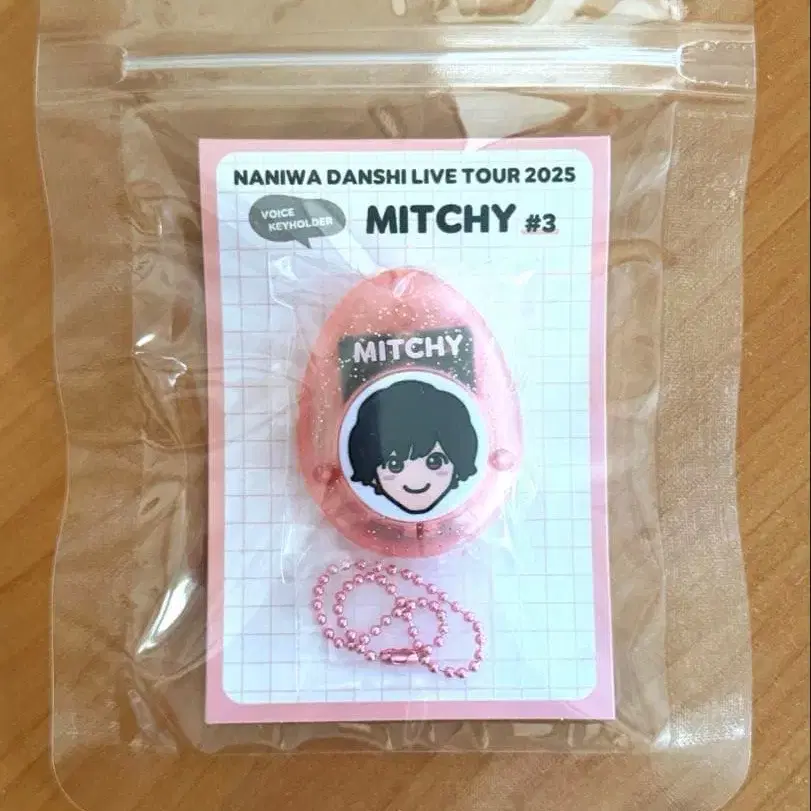 NANIWA DANSHI LIVE TOUR 2025
VOICE
KEYHOLDER
MITCHY #3
MITCHY